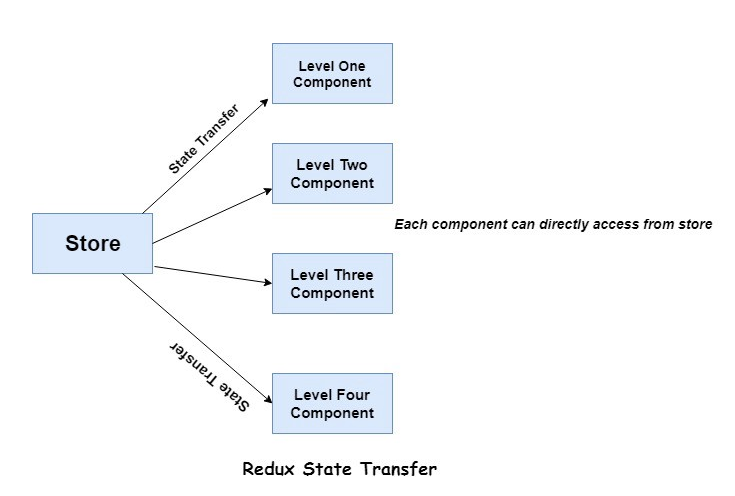 Level One
Component
State Transfer
Level Two
Component
Each component can directly access from store
Store
Level Three
Component
State Transfer
Level Four
Component
Redux State Transfer